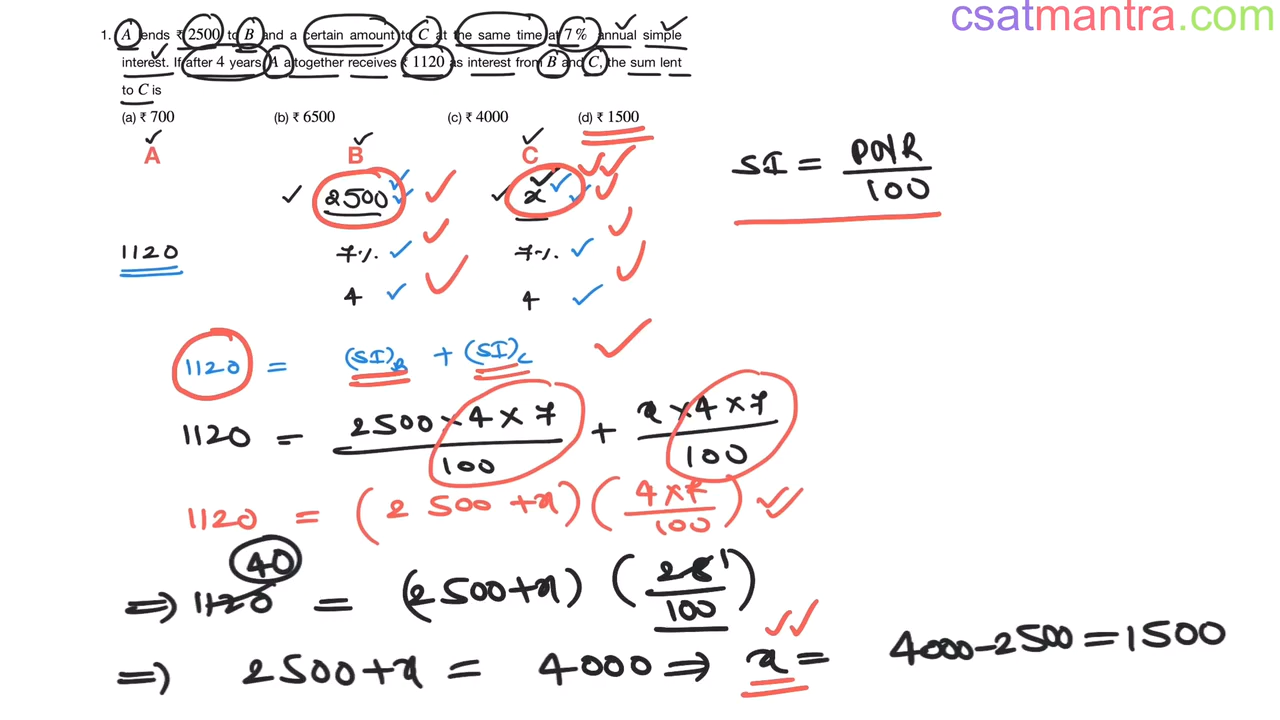 csatmantra.com
1. A ends ₹ 2500 to B and a certain amount to C at the same time at 7 % annual simple
interest. If after 4 years A atogether receives ₹ 1120 as interest from B and C, the sum lent
to C is
(a) ₹ 700 (b) ₹ 6500 (c) ₹ 4000 (d) ₹ 1500
A B C
2500 x
SI = PNR / 100
1120 7% 7%
4 4
1120 = (SI)B + (SI)C
1120 = 2500 × 4 × 7 / 100 + x × 4 × 7 / 100
1120 = (2500 + x) (4 × 7 / 100)
40
⇒ 1120 = (2500 + x) (28 1 / 100)
⇒ 2500 + x = 4000 ⇒ x = 4000 - 2500 = 1500